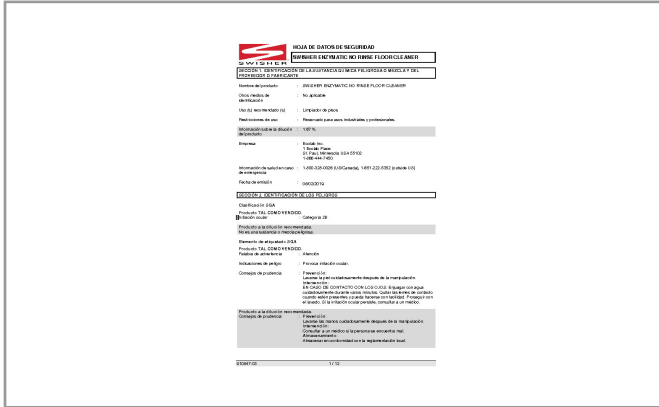 SWISHER
HOJA DE DATOS DE SEGURIDAD
SWISHER ENZYMATIC NO RINSE FLOOR CLEANER
SECCIÓN 1. IDENTIFICACIÓN DE LA SUSTANCIA QUÍMICA PELIGROSA O MEZCLA Y DEL
PROVEEDOR O FABRICANTE
Nombre del producto : SWISHER ENZYMATIC NO RINSE FLOOR CLEANER
Otros medios de : No aplicable
identificación
Uso(s) recomendado(s) : Limpiador de pisos
Restricciones de uso : Reservado para usos industriales y profesionales.
Información sobre la dilución : 1.67 %
del producto
Empresa : Ecolab Inc.
1 Ecolab Place
St. Paul, Minnesota USA 55102
1-866-444-7450
Información de salud en caso : 1-800-328-0026 (US/Canada), 1-651-222-5352 (outside US)
de emergencia
Fecha de emisión : 06/03/2019
SECCIÓN 2. IDENTIFICACIÓN DE LOS PELIGROS
Clasificación SGA
Producto TAL COMO VENDIDO.
Irritación ocular : Categoría 2B
Producto a la dilución recomendada.
No es una sustancia o mezcla peligrosa.
Elemento de etiquetado SGA
Producto TAL COMO VENDIDO.
Palabra de advertencia : Atención
Indicaciones de peligro : Provoca irritación ocular.
Consejos de prudencia : Prevención:
Lavarse la piel cuidadosamente después de la manipulación.
Intervención:
EN CASO DE CONTACTO CON LOS OJOS: Enjuagar con agua
cuidadosamente durante varios minutos. Quitar las lentes de contacto
cuando estén presentes y pueda hacerse con facilidad. Proseguir con
el lavado. Si la irritación ocular persiste, consultar a un médico.
Producto a la dilución recomendada.
Consejos de prudencia : Prevención:
Lavarse las manos cuidadosamente después de la manipulación.
Intervención:
Consultar a un médico si la persona se encuentra mal.
Almacenamiento:
Almacenar en conformidad con la reglamentación local.
1 / 12